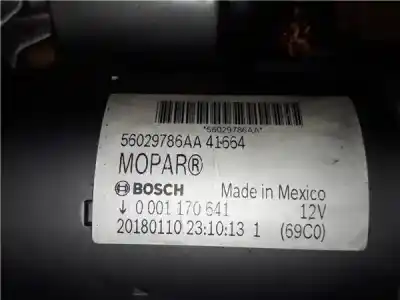 *56029786AA*
56029786AA 41664
MOPAR®
BOSCH Made in Mexico
↓ 0 001 170 641 12V
20180110 23:10:13 1 (69C0)